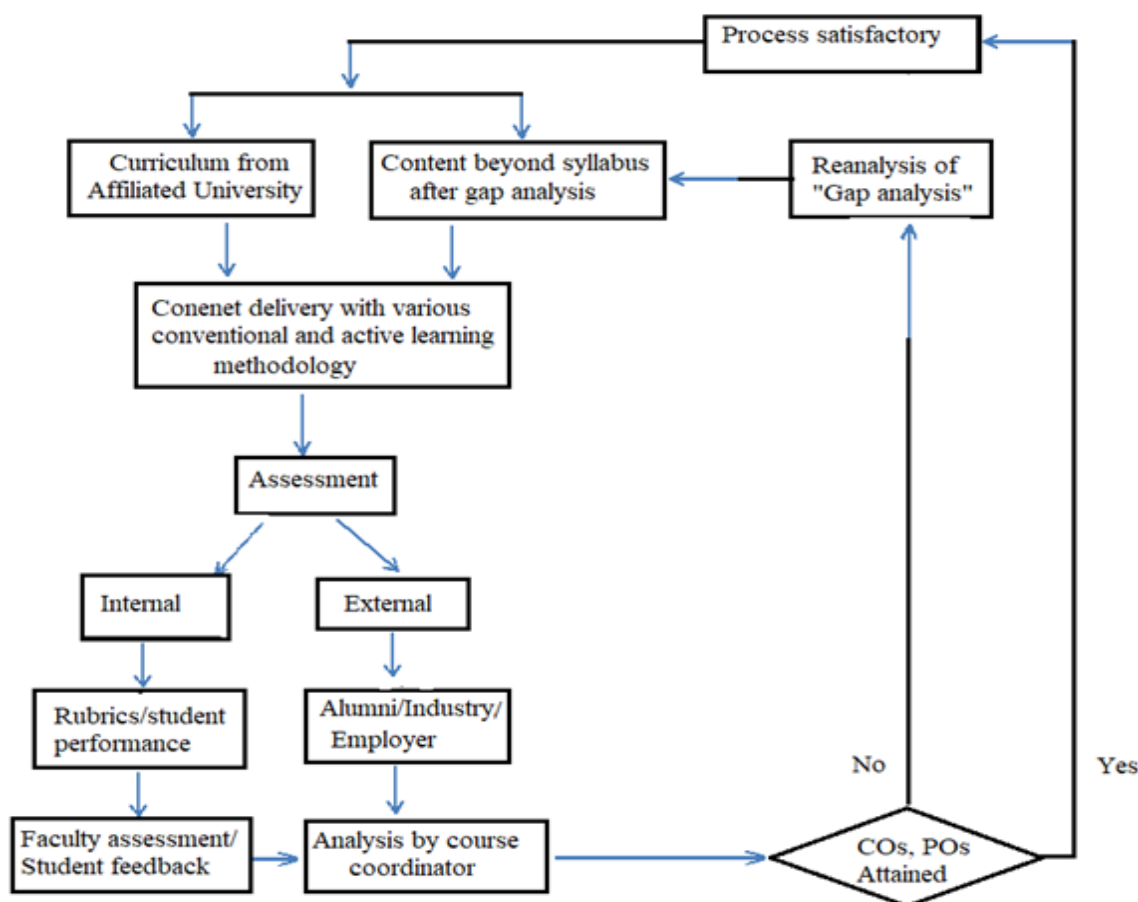 Process satisfactory
Curriculum from
Affiliated University
Content beyond syllabus
after gap analysis
Reanalysis of
"Gap analysis"
Conenet delivery with various
conventional and active learning
methodology
Assessment
Internal
External
Rubrics/student
performance
Alumni/Industry/
Employer
No
Yes
Faculty assessment/
Student feedback
Analysis by course
coordinator
COs, POs
Attained